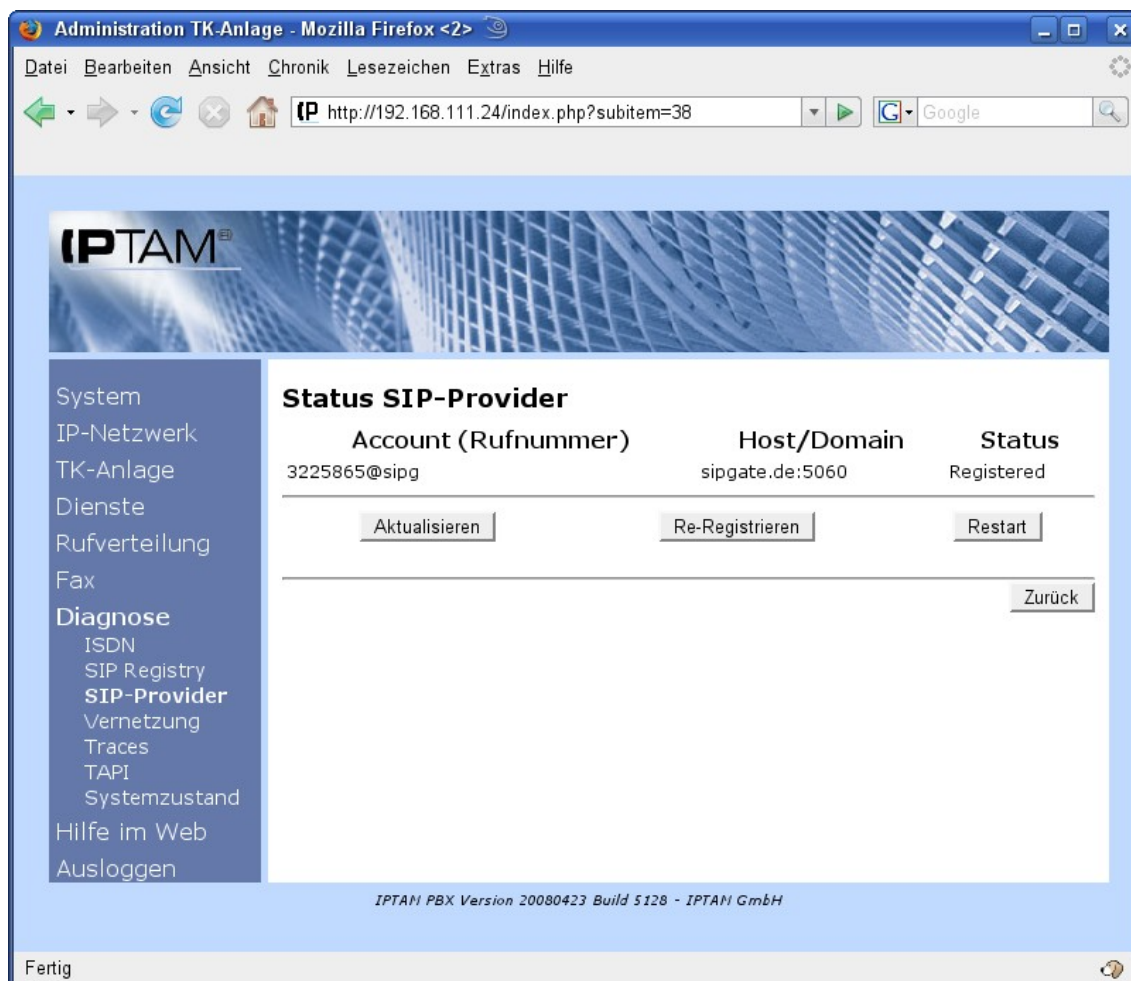 Administration TK-Anlage - Mozilla Firefox <2>
Datei Bearbeiten Ansicht Chronik Lesezeichen Extras Hilfe
http://192.168.111.24/index.php?subitem=38 Google
IPTAM®
System
IP-Netzwerk
TK-Anlage
Dienste
Rufverteilung
Fax
Diagnose
ISDN
SIP Registry
SIP-Provider
Vernetzung
Traces
TAPI
Systemzustand
Hilfe im Web
Ausloggen
Status SIP-Provider
Account (Rufnummer) Host/Domain Status
3225865@sipg sipgate.de:5060 Registered
Aktualisieren Re-Registrieren Restart
Zurück
IPTAM PBX Version 20080423 Build 5128 - IPTAM GmbH
Fertig